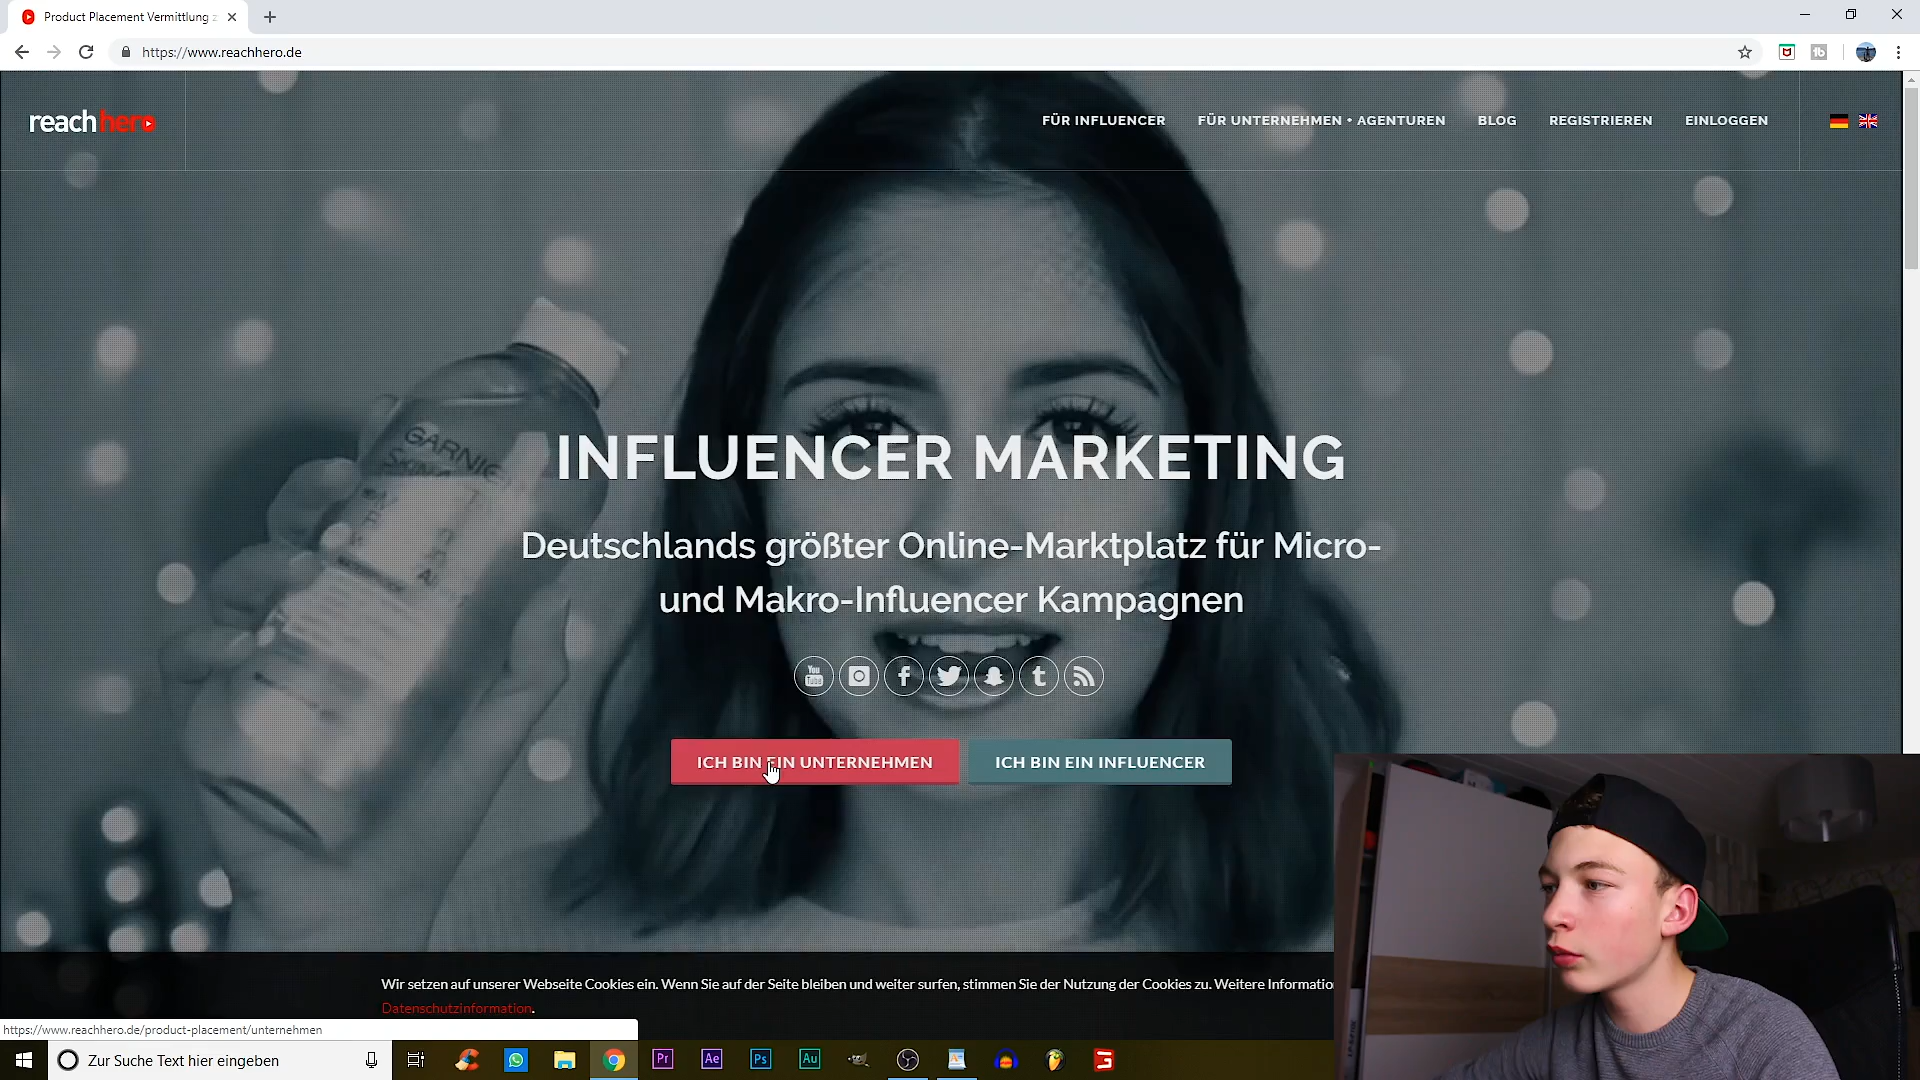 Product Placement Vermittlung
https://www.reachhero.de
reachhero
FÜR INFLUENCER
FÜR UNTERNEHMEN • AGENTUREN
BLOG
REGISTRIEREN
EINLOGGEN
GARNIE
INFLUENCER MARKETING
Deutschlands größter Online-Marktplatz für Micro-
und Makro-Influencer Kampagnen
You
Tube
ICH BIN EIN UNTERNEHMEN
ICH BIN EIN INFLUENCER
Wir setzen auf unserer Webseite Cookies ein. Wenn Sie auf der Seite bleiben und weiter surfen, stimmen Sie der Nutzung der Cookies zu. Weitere Informatio
Datenschutzinformation.
https://www.reachhero.de/product-placement/unternehmen
Zur Suche Text hier eingeben
Pr
Ae
Ps
Au